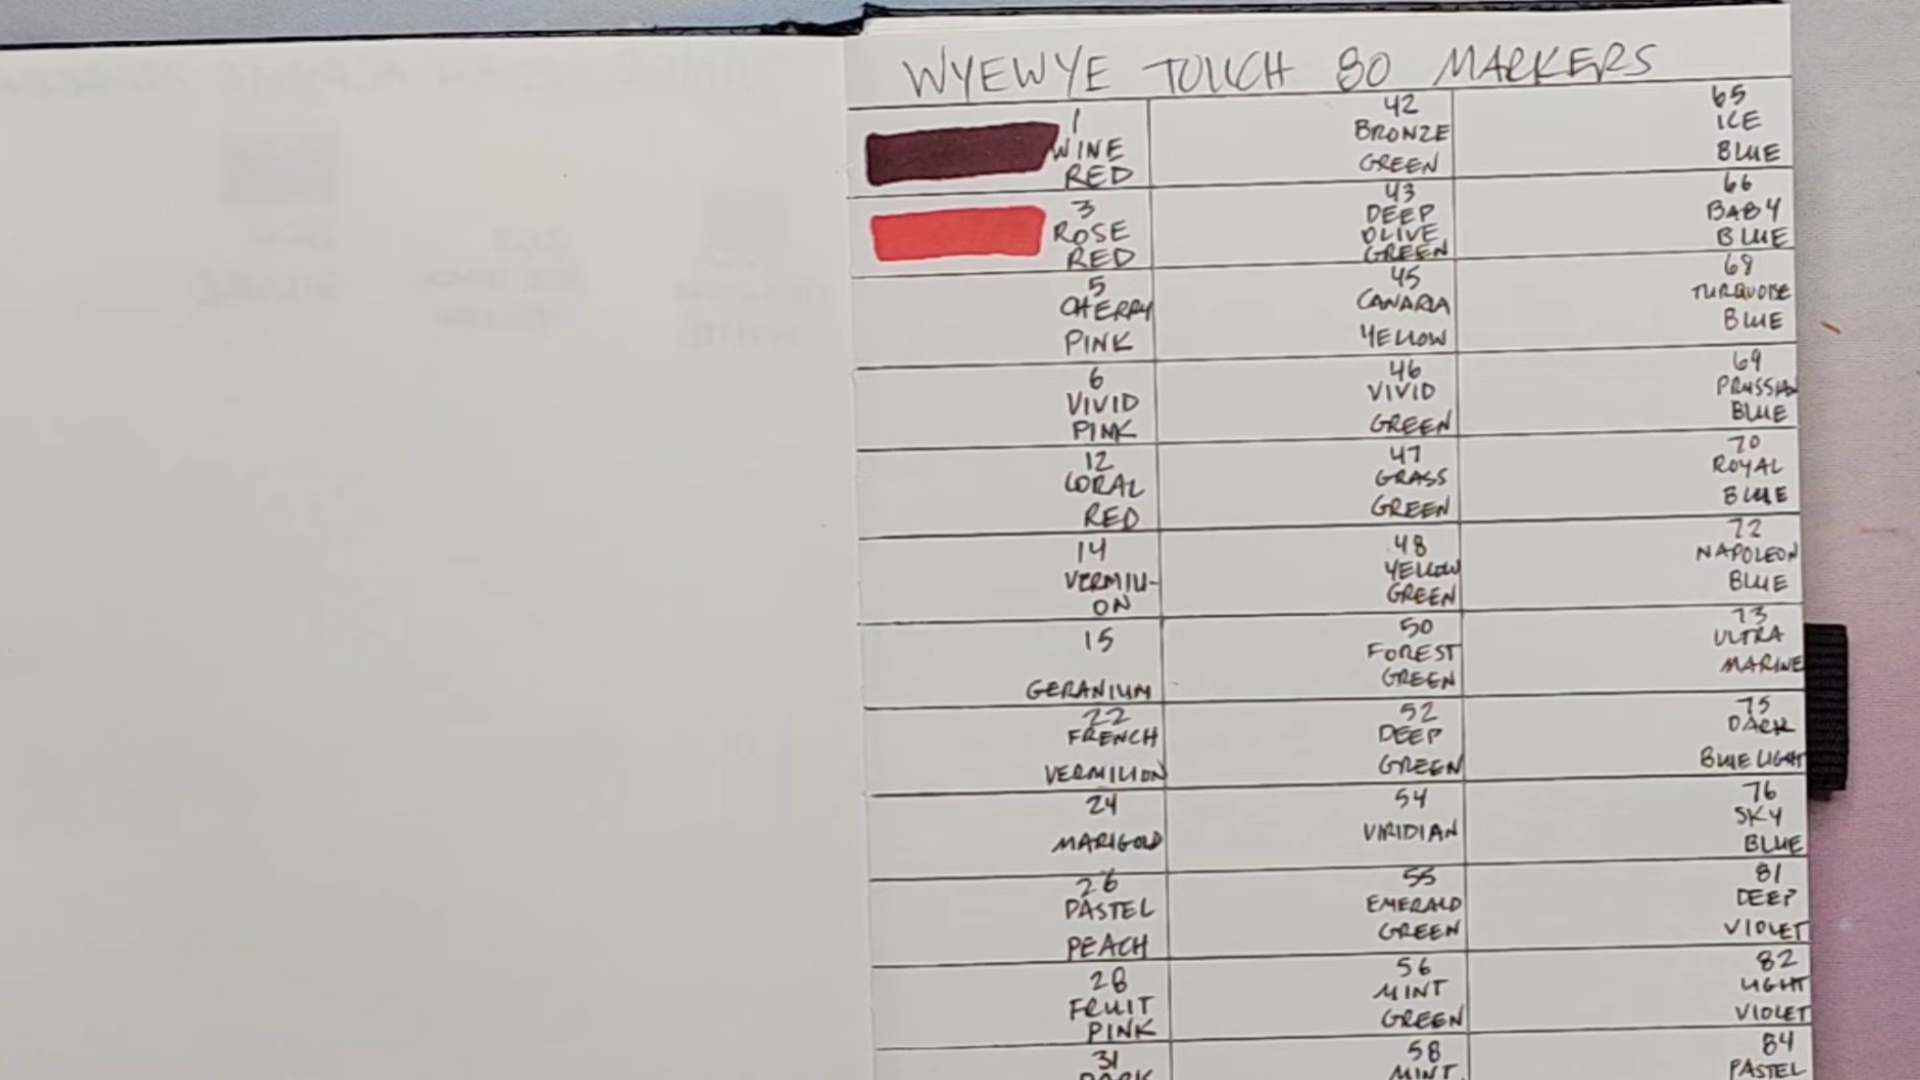 WYEWYE TOUCH 80 MARKERS
1
WINE
RED
3
ROSE
RED
5
CHERRY
PINK
6
VIVID
PINK
12
CORAL
RED
14
VERMILI-
ON
15
GERANIUM
22
FRENCH
VERMILION
24
MARIGOLD
26
PASTEL
PEACH
28
FRUIT
PINK
31
DARK
42
BRONZE
GREEN
43
DEEP
OLIVE
GREEN
45
CANARIA
YELLOW
46
VIVID
GREEN
47
GRASS
GREEN
48
YELLOW
GREEN
50
FOREST
GREEN
52
DEEP
GREEN
54
VIRIDIAN
55
EMERALD
GREEN
56
MINT
GREEN
58
MINT
65
ICE
BLUE
66
BABY
BLUE
68
TURQUOISE
BLUE
69
PRUSSIAN
BLUE
70
ROYAL
BLUE
72
NAPOLEON
BLUE
73
ULTRA
MARINE
75
DARK
BLUE LIGHT
76
SKY
BLUE
81
DEEP
VIOLET
82
LIGHT
VIOLET
84
PASTEL